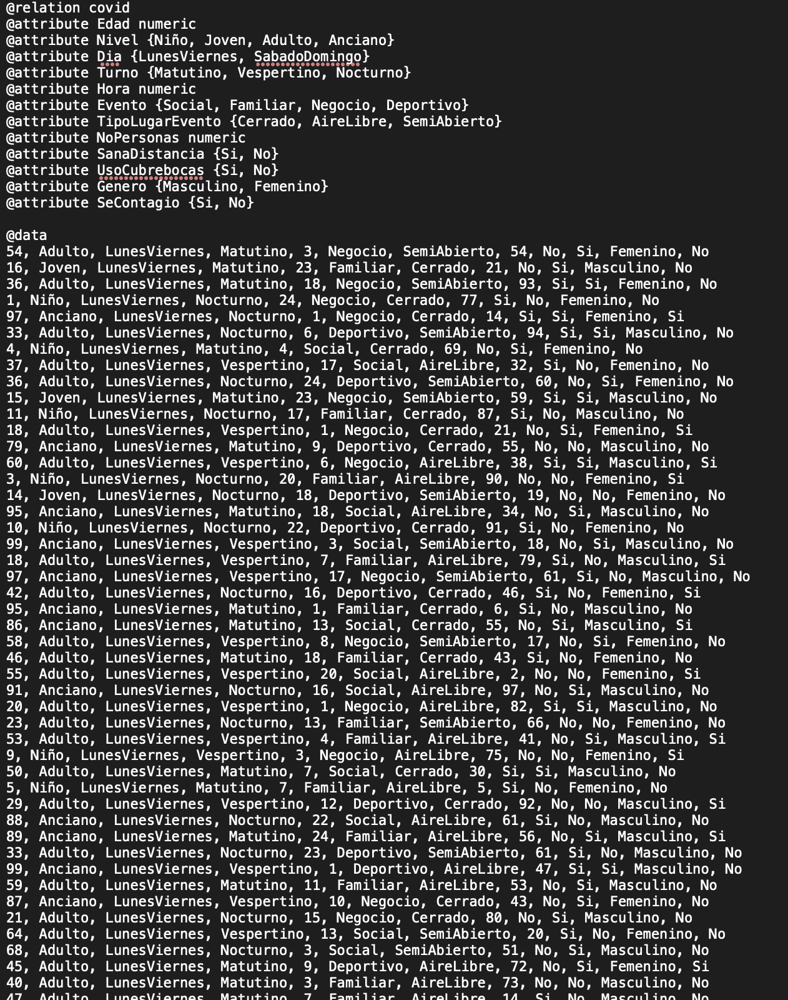 @relation covid
@attribute Edad numeric
@attribute Nivel {Niño, Joven, Adulto, Anciano}
@attribute Dia {LunesViernes, SabadoDomingo}
@attribute Turno {Matutino, Vespertino, Nocturno}
@attribute Hora numeric
@attribute Evento {Social, Familiar, Negocio, Deportivo}
@attribute TipoLugarEvento {Cerrado, AireLibre, SemiAbierto}
@attribute NoPersonas numeric
@attribute SanaDistancia {Si, No}
@attribute UsoCubrebocas {Si, No}
@attribute Genero {Masculino, Femenino}
@attribute SeContagio {Si, No}
@data
54, Adulto, LunesViernes, Matutino, 3, Negocio, SemiAbierto, 54, No, Si, Femenino, No
16, Joven, LunesViernes, Matutino, 23, Familiar, Cerrado, 21, No, Si, Masculino, No
36, Adulto, LunesViernes, Matutino, 18, Negocio, SemiAbierto, 93, Si, Si, Femenino, No
1, Niño, LunesViernes, Nocturno, 24, Negocio, Cerrado, 77, Si, No, Femenino, No
97, Anciano, LunesViernes, Nocturno, 1, Negocio, Cerrado, 14, Si, Si, Femenino, Si
33, Adulto, LunesViernes, Nocturno, 6, Deportivo, SemiAbierto, 94, Si, Si, Masculino, No
4, Niño, LunesViernes, Matutino, 4, Social, Cerrado, 69, No, Si, Femenino, No
37, Adulto, LunesViernes, Vespertino, 17, Social, AireLibre, 32, Si, No, Femenino, No
36, Adulto, LunesViernes, Nocturno, 24, Deportivo, SemiAbierto, 60, No, Si, Femenino, No
15, Joven, LunesViernes, Matutino, 23, Negocio, SemiAbierto, 59, Si, Si, Masculino, No
11, Niño, LunesViernes, Nocturno, 17, Familiar, Cerrado, 87, Si, No, Masculino, No
18, Adulto, LunesViernes, Vespertino, 1, Negocio, Cerrado, 21, No, Si, Femenino, Si
79, Anciano, LunesViernes, Matutino, 9, Deportivo, Cerrado, 55, No, No, Masculino, No
60, Adulto, LunesViernes, Vespertino, 6, Negocio, AireLibre, 38, Si, Si, Masculino, Si
3, Niño, LunesViernes, Nocturno, 20, Familiar, AireLibre, 90, No, No, Femenino, Si
14, Joven, LunesViernes, Nocturno, 18, Deportivo, SemiAbierto, 19, No, No, Femenino, No
95, Anciano, LunesViernes, Matutino, 18, Social, AireLibre, 34, No, Si, Masculino, No
10, Niño, LunesViernes, Nocturno, 22, Deportivo, Cerrado, 91, Si, No, Femenino, No
99, Anciano, LunesViernes, Vespertino, 3, Social, SemiAbierto, 18, No, Si, Masculino, No
18, Adulto, LunesViernes, Vespertino, 7, Familiar, AireLibre, 79, Si, No, Masculino, Si
97, Anciano, LunesViernes, Vespertino, 17, Negocio, SemiAbierto, 61, Si, No, Masculino, No
42, Adulto, LunesViernes, Nocturno, 16, Deportivo, Cerrado, 46, Si, No, Femenino, Si
95, Anciano, LunesViernes, Matutino, 1, Familiar, Cerrado, 6, Si, No, Masculino, No
86, Anciano, LunesViernes, Matutino, 13, Social, Cerrado, 55, No, Si, Masculino, Si
58, Adulto, LunesViernes, Vespertino, 8, Negocio, SemiAbierto, 17, No, Si, Femenino, No
46, Adulto, LunesViernes, Matutino, 18, Familiar, Cerrado, 43, Si, No, Femenino, No
55, Adulto, LunesViernes, Vespertino, 20, Social, AireLibre, 2, No, No, Femenino, Si
91, Anciano, LunesViernes, Nocturno, 16, Social, AireLibre, 97, No, Si, Masculino, No
20, Adulto, LunesViernes, Vespertino, 1, Negocio, AireLibre, 82, Si, Si, Masculino, No
23, Adulto, LunesViernes, Nocturno, 13, Familiar, SemiAbierto, 66, No, No, Femenino, No
53, Adulto, LunesViernes, Vespertino, 4, Familiar, AireLibre, 41, No, Si, Masculino, Si
9, Niño, LunesViernes, Vespertino, 3, Negocio, AireLibre, 75, No, No, Femenino, Si
50, Adulto, LunesViernes, Matutino, 7, Social, Cerrado, 30, Si, Si, Masculino, No
5, Niño, LunesViernes, Matutino, 7, Familiar, AireLibre, 5, Si, No, Femenino, No
29, Adulto, LunesViernes, Vespertino, 12, Deportivo, Cerrado, 92, No, No, Masculino, Si
88, Anciano, LunesViernes, Nocturno, 22, Social, AireLibre, 61, Si, No, Masculino, No
89, Anciano, LunesViernes, Matutino, 24, Familiar, AireLibre, 56, No, Si, Masculino, Si
33, Adulto, LunesViernes, Nocturno, 23, Deportivo, SemiAbierto, 61, Si, No, Masculino, No
99, Anciano, LunesViernes, Vespertino, 1, Deportivo, AireLibre, 47, Si, Si, Masculino, No
59, Adulto, LunesViernes, Matutino, 11, Familiar, AireLibre, 53, No, Si, Masculino, No
87, Anciano, LunesViernes, Vespertino, 10, Negocio, Cerrado, 43, No, Si, Femenino, No
21, Adulto, LunesViernes, Nocturno, 15, Negocio, Cerrado, 80, No, Si, Masculino, No
64, Adulto, LunesViernes, Vespertino, 13, Social, SemiAbierto, 20, Si, No, Femenino, No
68, Adulto, LunesViernes, Nocturno, 3, Social, SemiAbierto, 51, No, Si, Masculino, No
45, Adulto, LunesViernes, Matutino, 9, Deportivo, AireLibre, 72, No, Si, Femenino, Si
40, Adulto, LunesViernes, Matutino, 3, Familiar, AireLibre, 73, No, No, Masculino, No
47, Adulto, LunesViernes, Matutino, 7, Familiar, AireLibre, 14, Si, No, Masculino, No